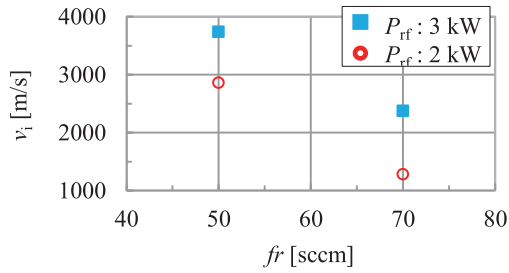 4000
3000
2000
1000
v_i [m/s]
P_rf : 3 kW
P_rf : 2 kW
40 50 60 70 80
fr [sccm]